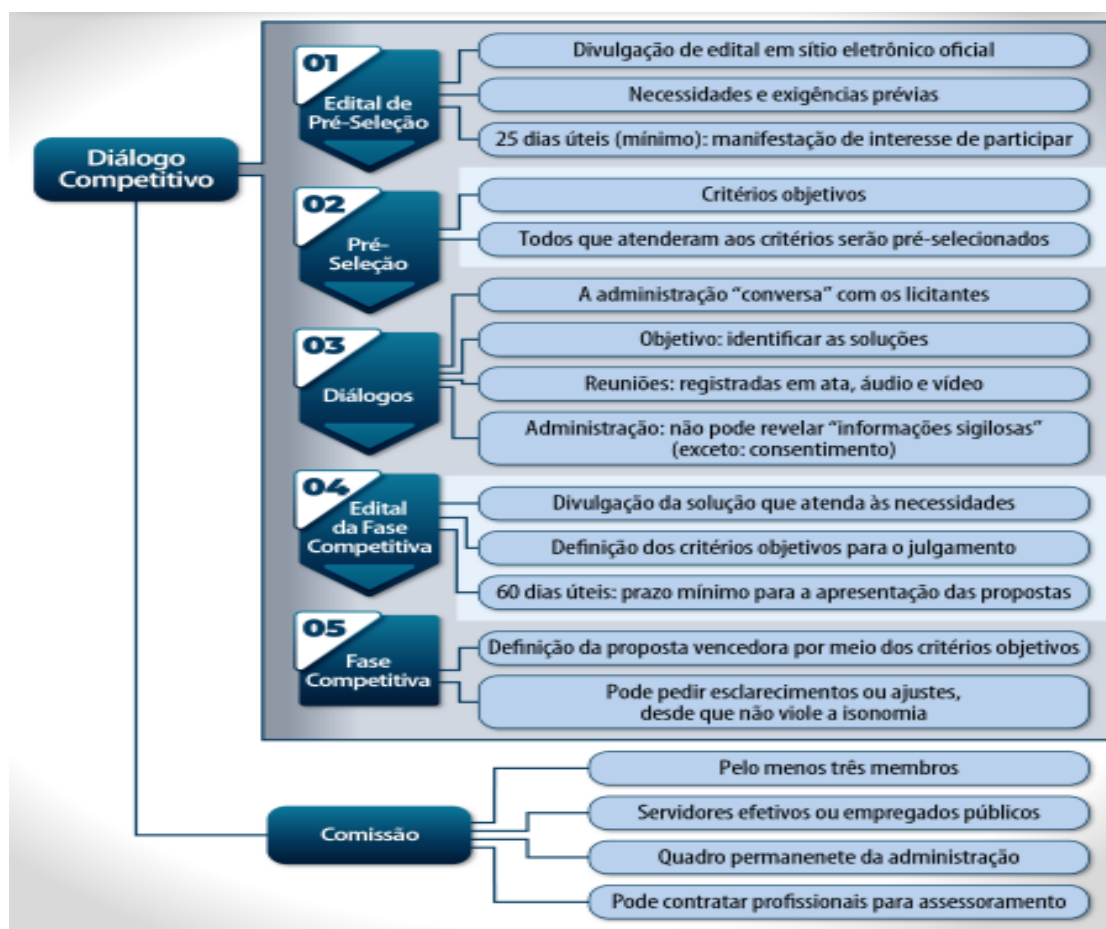 Diálogo
Competitivo
01
Edital de
Pré-Seleção
Divulgação de edital em sítio eletrônico oficial
Necessidades e exigências prévias
25 dias úteis (mínimo): manifestação de interesse de participar
02
Pré-
Seleção
Critérios objetivos
Todos que atenderam aos critérios serão pré-selecionados
03
Diálogos
A administração “conversa” com os licitantes
Objetivo: identificar as soluções
Reuniões: registradas em ata, áudio e vídeo
Administração: não pode revelar “informações sigilosas”
(exceto: consentimento)
04
Edital
da Fase
Competitiva
Divulgação da solução que atenda às necessidades
Definição dos critérios objetivos para o julgamento
60 dias úteis: prazo mínimo para a apresentação das propostas
05
Fase
Competitiva
Definição da proposta vencedora por meio dos critérios objetivos
Pode pedir esclarecimentos ou ajustes,
desde que não viole a isonomia
Comissão
Pelo menos três membros
Servidores efetivos ou empregados públicos
Quadro permanenete da administração
Pode contratar profissionais para assessoramento